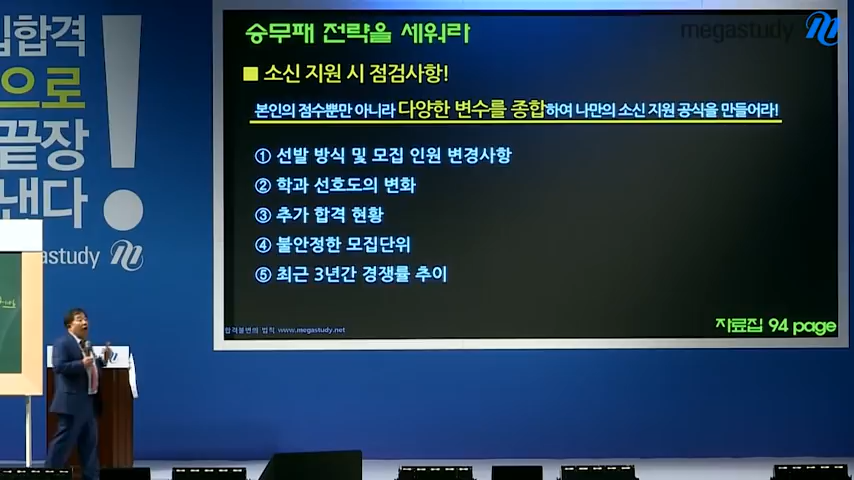 입합격
으로
끝장
낸다
!
megastudy
승무패 전략을 세워라
■ 소신 지원 시 점검사항!
본인의 점수뿐만 아니라 다양한 변수를 종합하여 나만의 소신 지원 공식을 만들어라!
① 선발 방식 및 모집 인원 변경사항
② 학과 선호도의 변화
③ 추가 합격 현황
④ 불안정한 모집단위
⑤ 최근 3년간 경쟁률 추이
합격불변의 법칙 www.megastudy.net
자료집 94 page
astudy